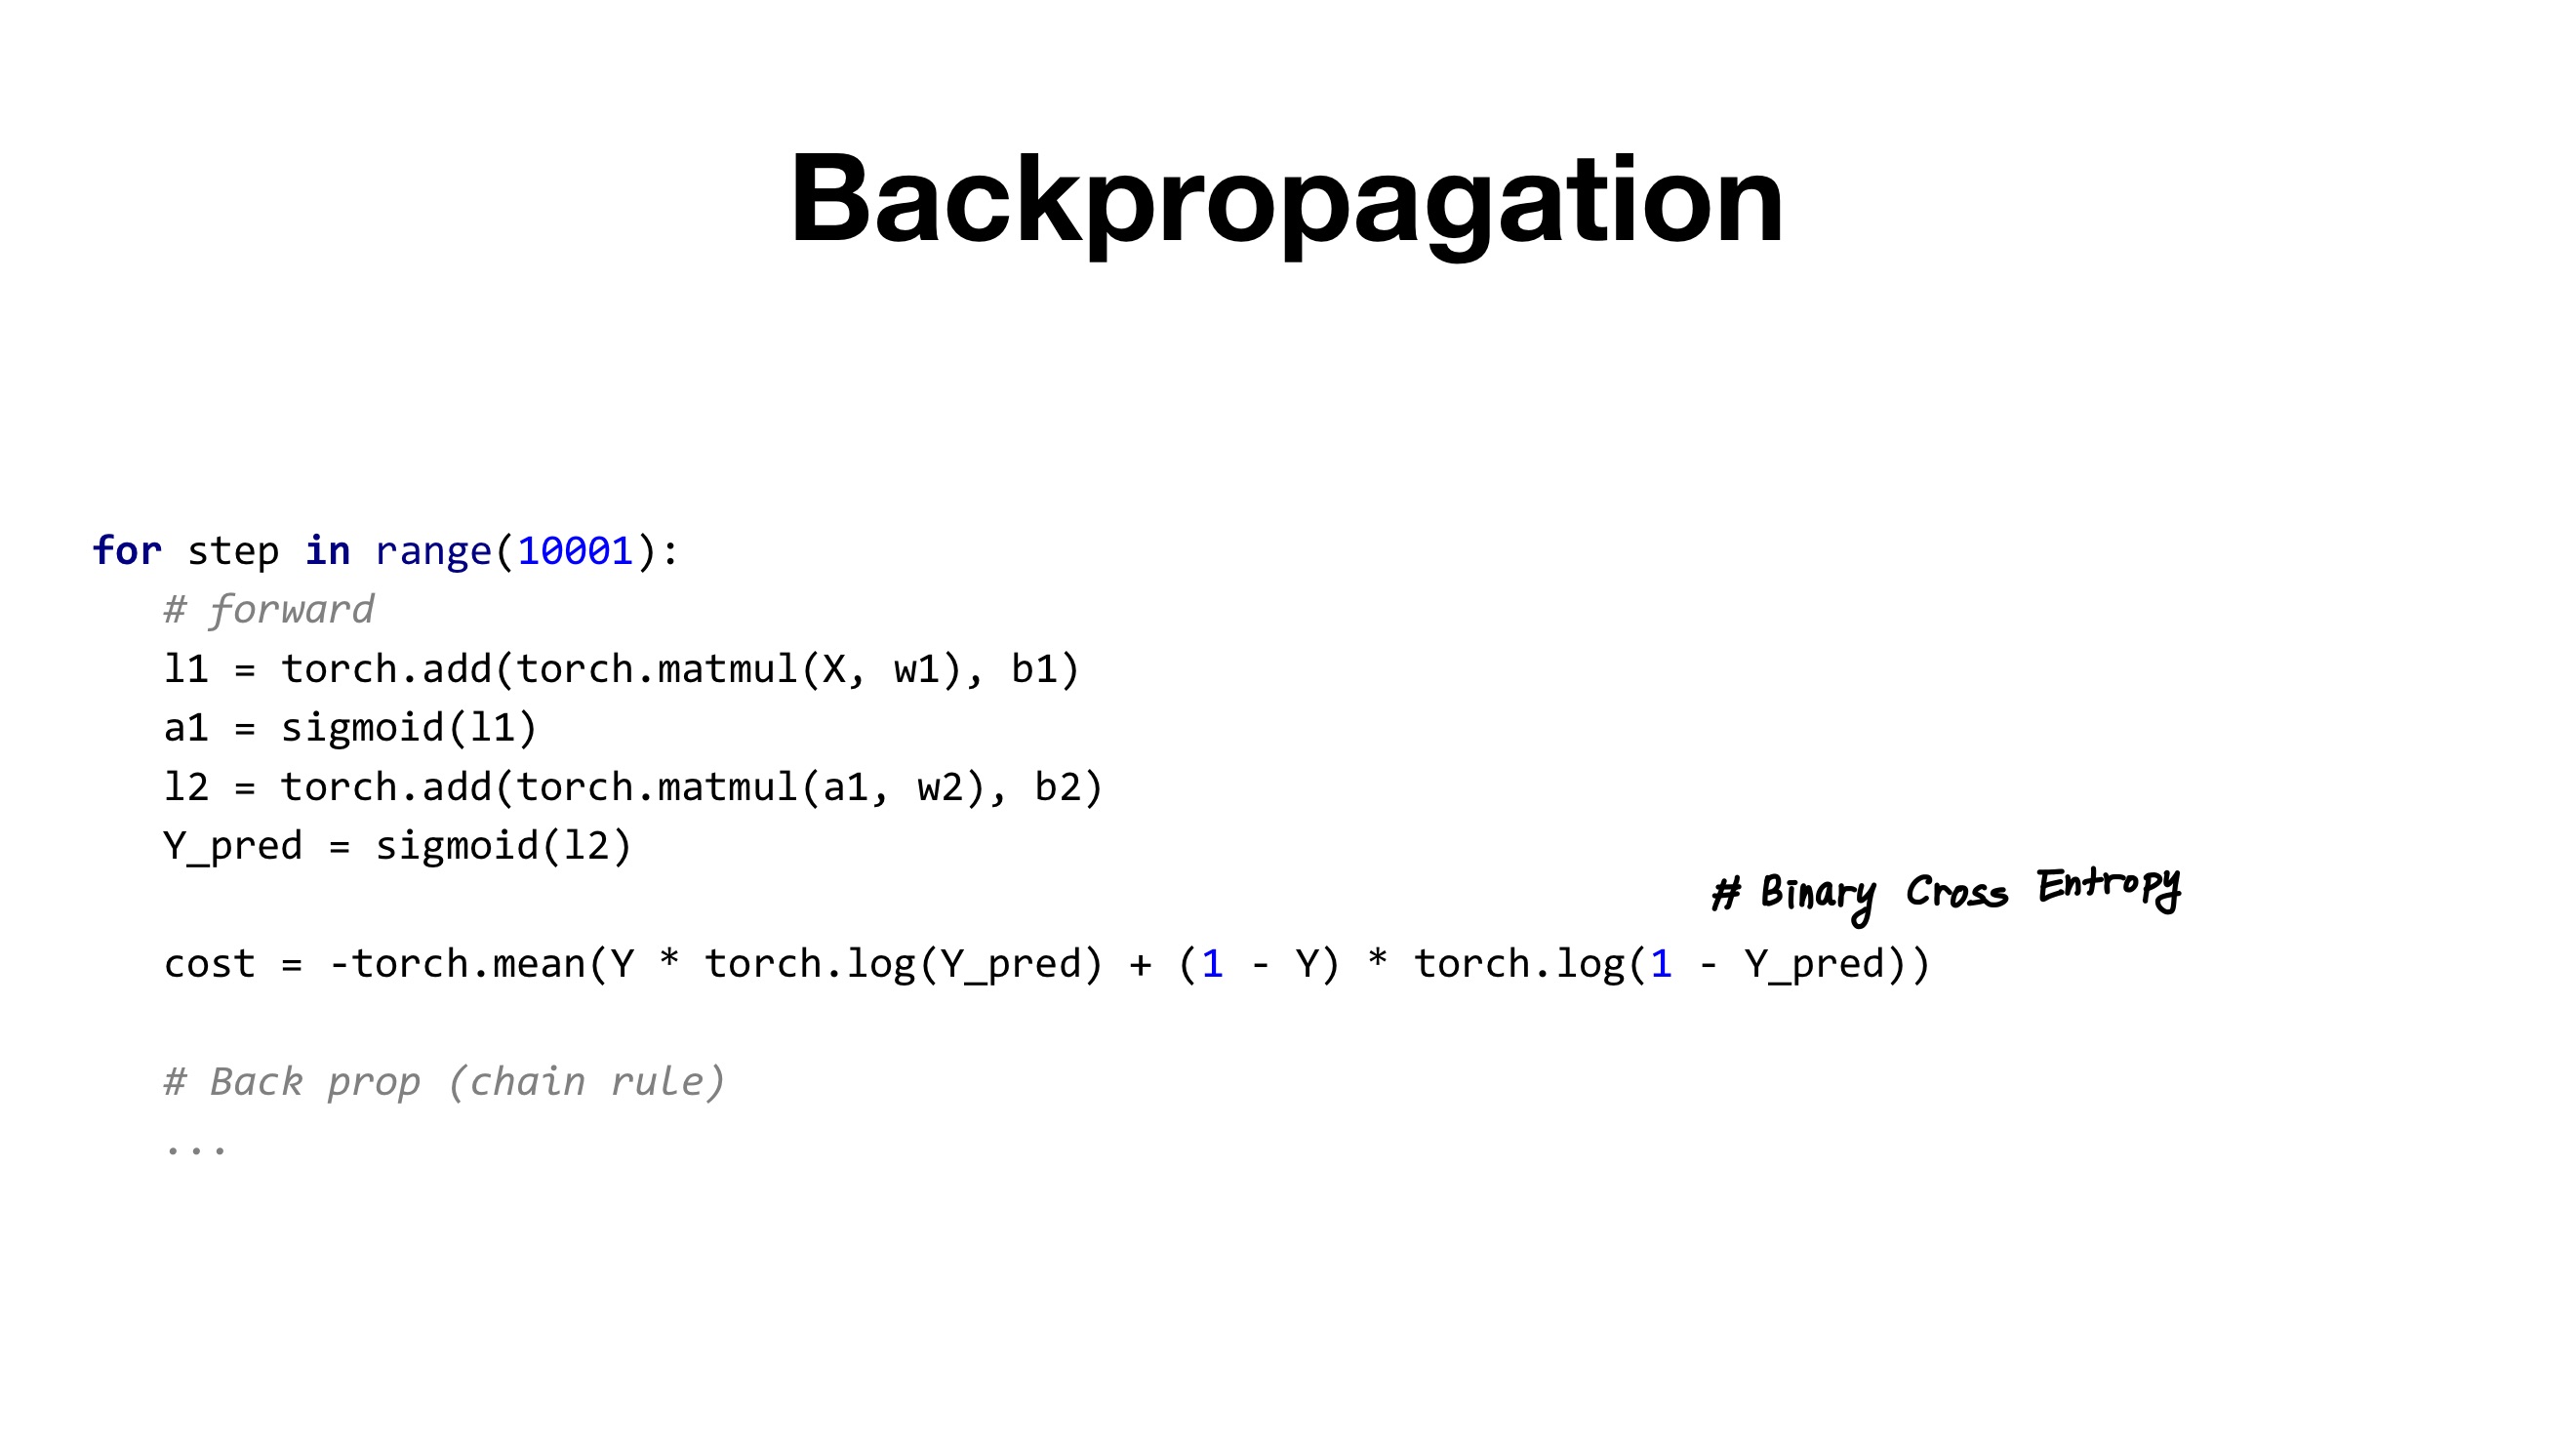 Backpropagation
for step in range(10001):
# forward
l1 = torch.add(torch.matmul(X, w1), b1)
a1 = sigmoid(l1)
l2 = torch.add(torch.matmul(a1, w2), b2)
Y_pred = sigmoid(l2)
# Binary Cross Entropy
cost = -torch.mean(Y * torch.log(Y_pred) + (1 - Y) * torch.log(1 - Y_pred))
# Back prop (chain rule)
...